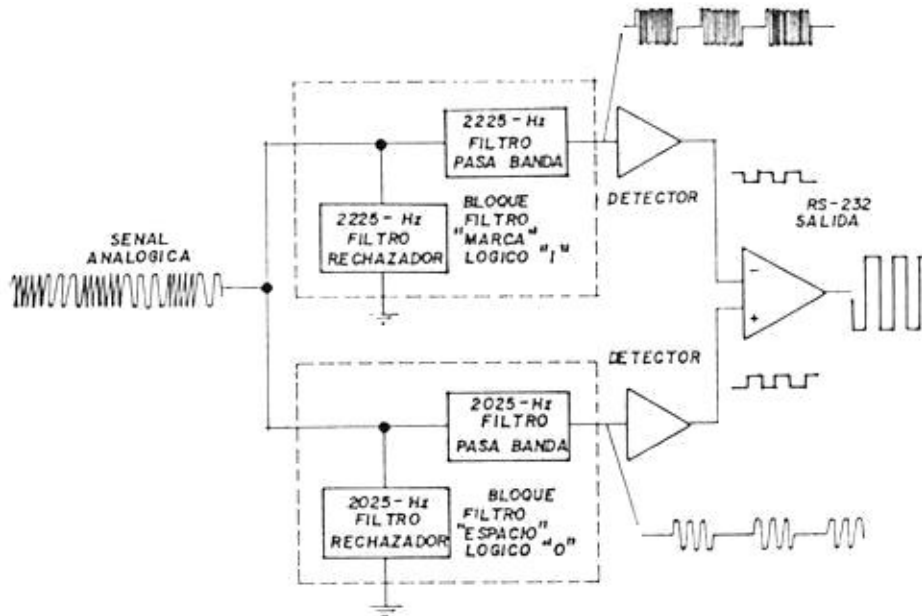 SENAL
ANALOGICA
2225-Hz
FILTRO
PASA BANDA
2225-Hz
FILTRO
RECHAZADOR
BLOQUE
FILTRO
"MARCA"
LOGICO "I"
DETECTOR
RS-232
SALIDA
-
+
DETECTOR
2025-Hz
FILTRO
PASA BANDA
2025-Hz
FILTRO
RECHAZADOR
BLOQUE
FILTRO
"ESPACIO"
LOGICO "O"